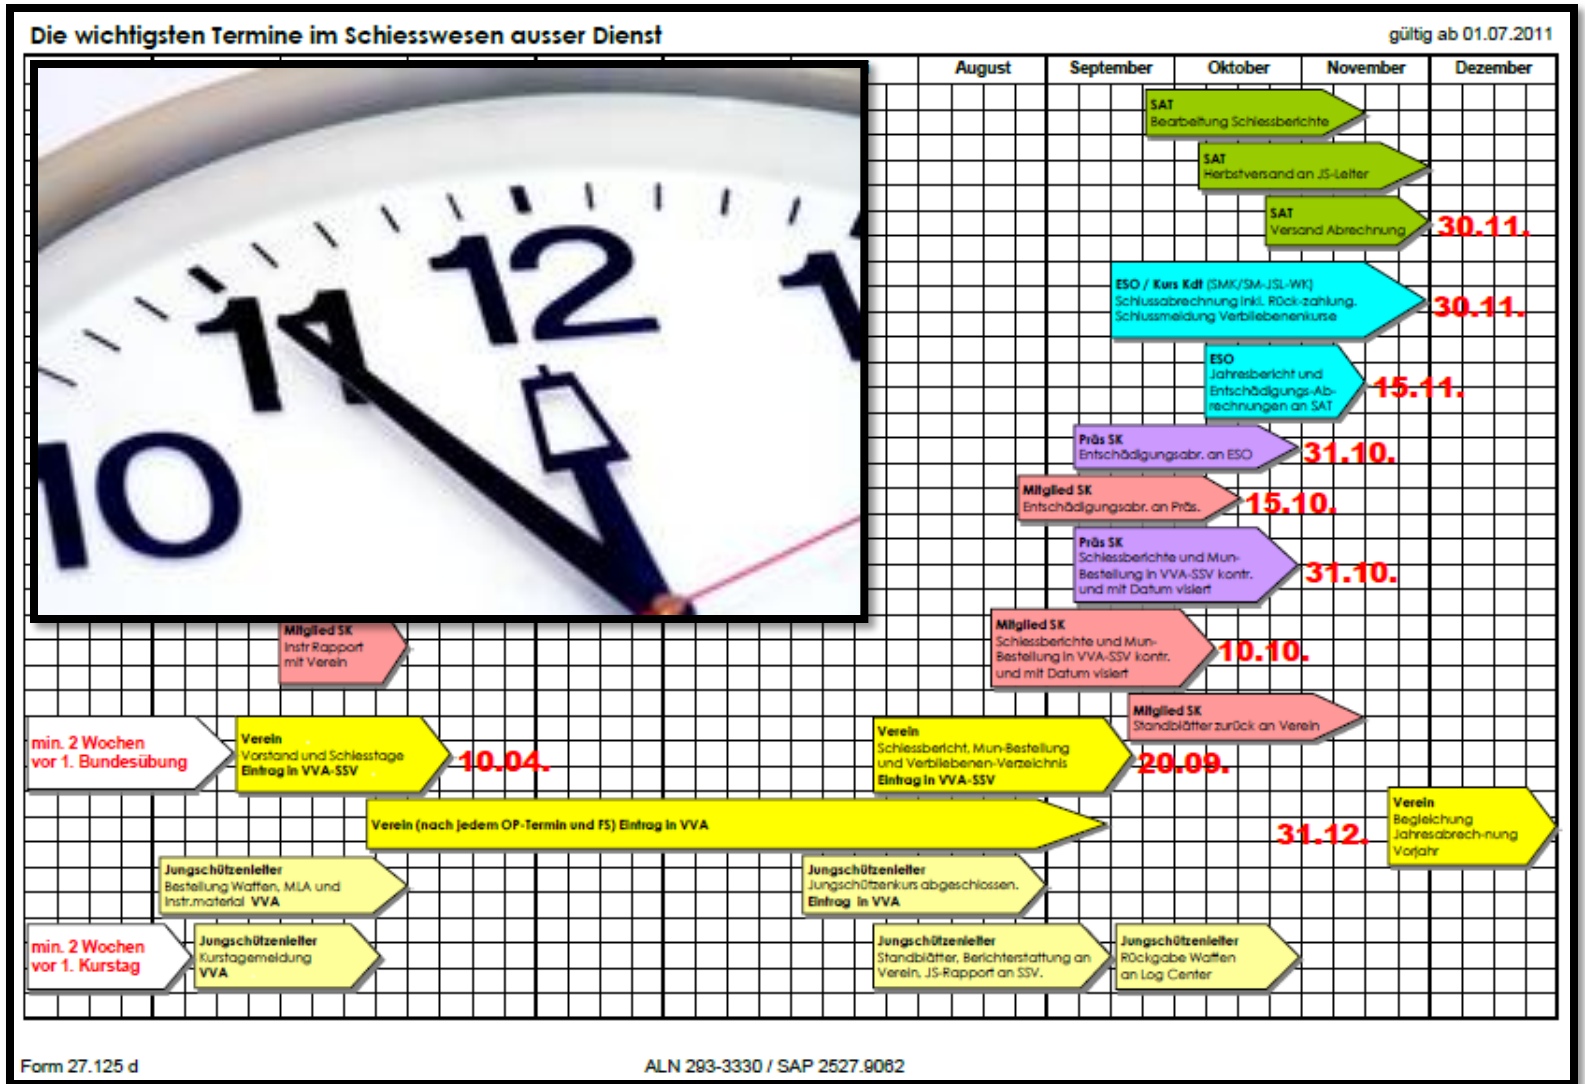 Die wichtigsten Termine im Schiesswesen ausser Dienst
gültig ab 01.07.2011
August
September
Oktober
November
Dezember
10
11
12
1
SAT
Bearbeitung Schiessberichte
SAT
Herbstversand an JS-Leiter
SAT
Versand Abrechnung
30.11.
ESO / Kurs Kdt (SMK/SM-JSL-WK)
Schlussabrechnung inkl. Rück-zahlung.
Schlussmeldung Verbliebenenkurse
30.11.
ESO
Jahresbericht und
Entschädigungs-Ab-
rechnungen an SAT
15.11.
Präs SK
Entschädigungsabr. an ESO
31.10.
Mitglied SK
Entschädigungsabr. an Präs.
15.10.
Präs SK
Schiessberichte und Mun-
Bestellung in VVA-SSV kontr.
und mit Datum visiert
31.10.
Mitglied SK
Instr Rapport
mit Verein
Mitglied SK
Schiessberichte und Mun-
Bestellung in VVA-SSV kontr.
und mit Datum visiert
10.10.
Mitglied SK
Standblätter zurück an Verein
min. 2 Wochen
vor 1. Bundesübung
Verein
Vorstand und Schiesstage
Eintrag in VVA-SSV
10.04.
Verein
Schiessbericht, Mun-Bestellung
und Verbliebenen-Verzeichnis
Eintrag in VVA-SSV
20.09.
Verein (nach jedem OP-Termin und FS) Eintrag in VVA
31.12.
Verein
Begleichung
Jahresabrech-nung
Vorjahr
Jungschützenleiter
Bestellung Waffen, MLA und
Instr.material VVA
Jungschützenleiter
Jungschützenkurs abgeschlossen.
Eintrag in VVA
min. 2 Wochen
vor 1. Kurstag
Jungschützenleiter
Kurstagemeldung
VVA
Jungschützenleiter
Standblätter, Berichterstattung an
Verein, JS-Rapport an SSV.
Jungschützenleiter
Rückgabe Waffen
an Log Center
Form 27.125 d
ALN 293-3330 / SAP 2527.9062